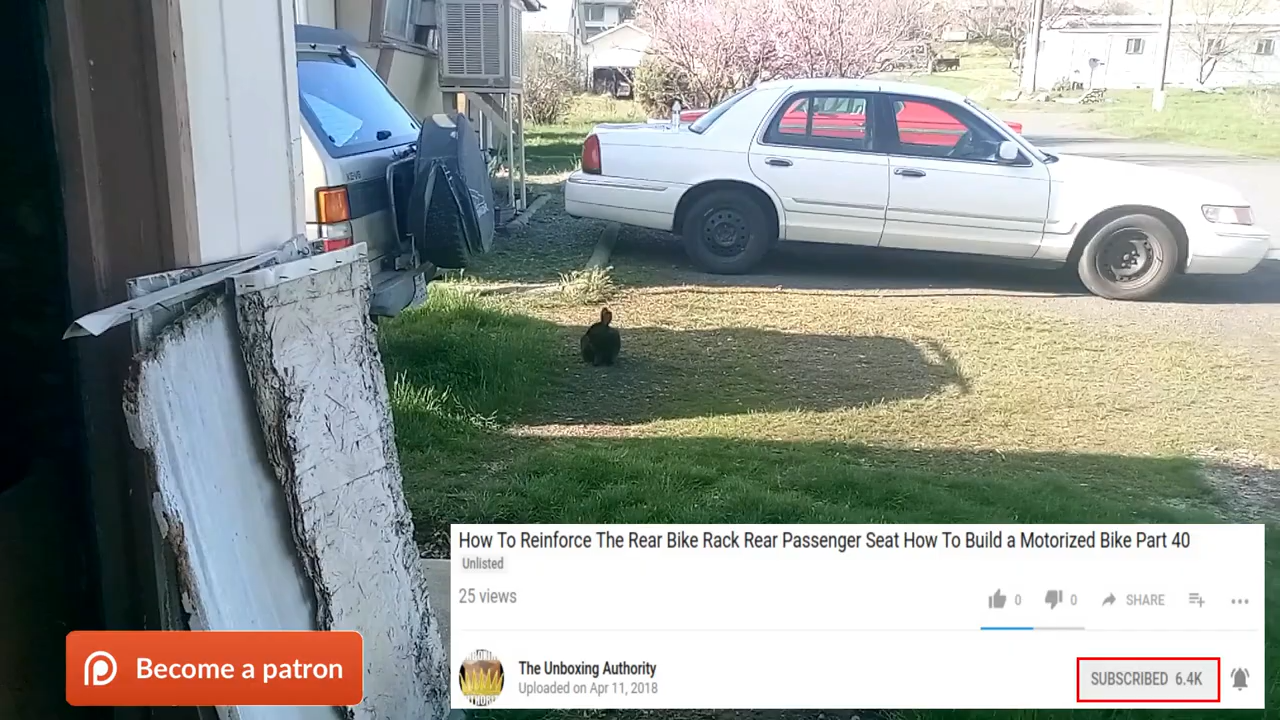 How To Reinforce The Rear Bike Rack Rear Passenger Seat How To Build a Motorized Bike Part 40
Unlisted
25 views
0 0 SHARE
The Unboxing Authority
Uploaded on Apr 11, 2018
SUBSCRIBED 6.4K
Become a patron